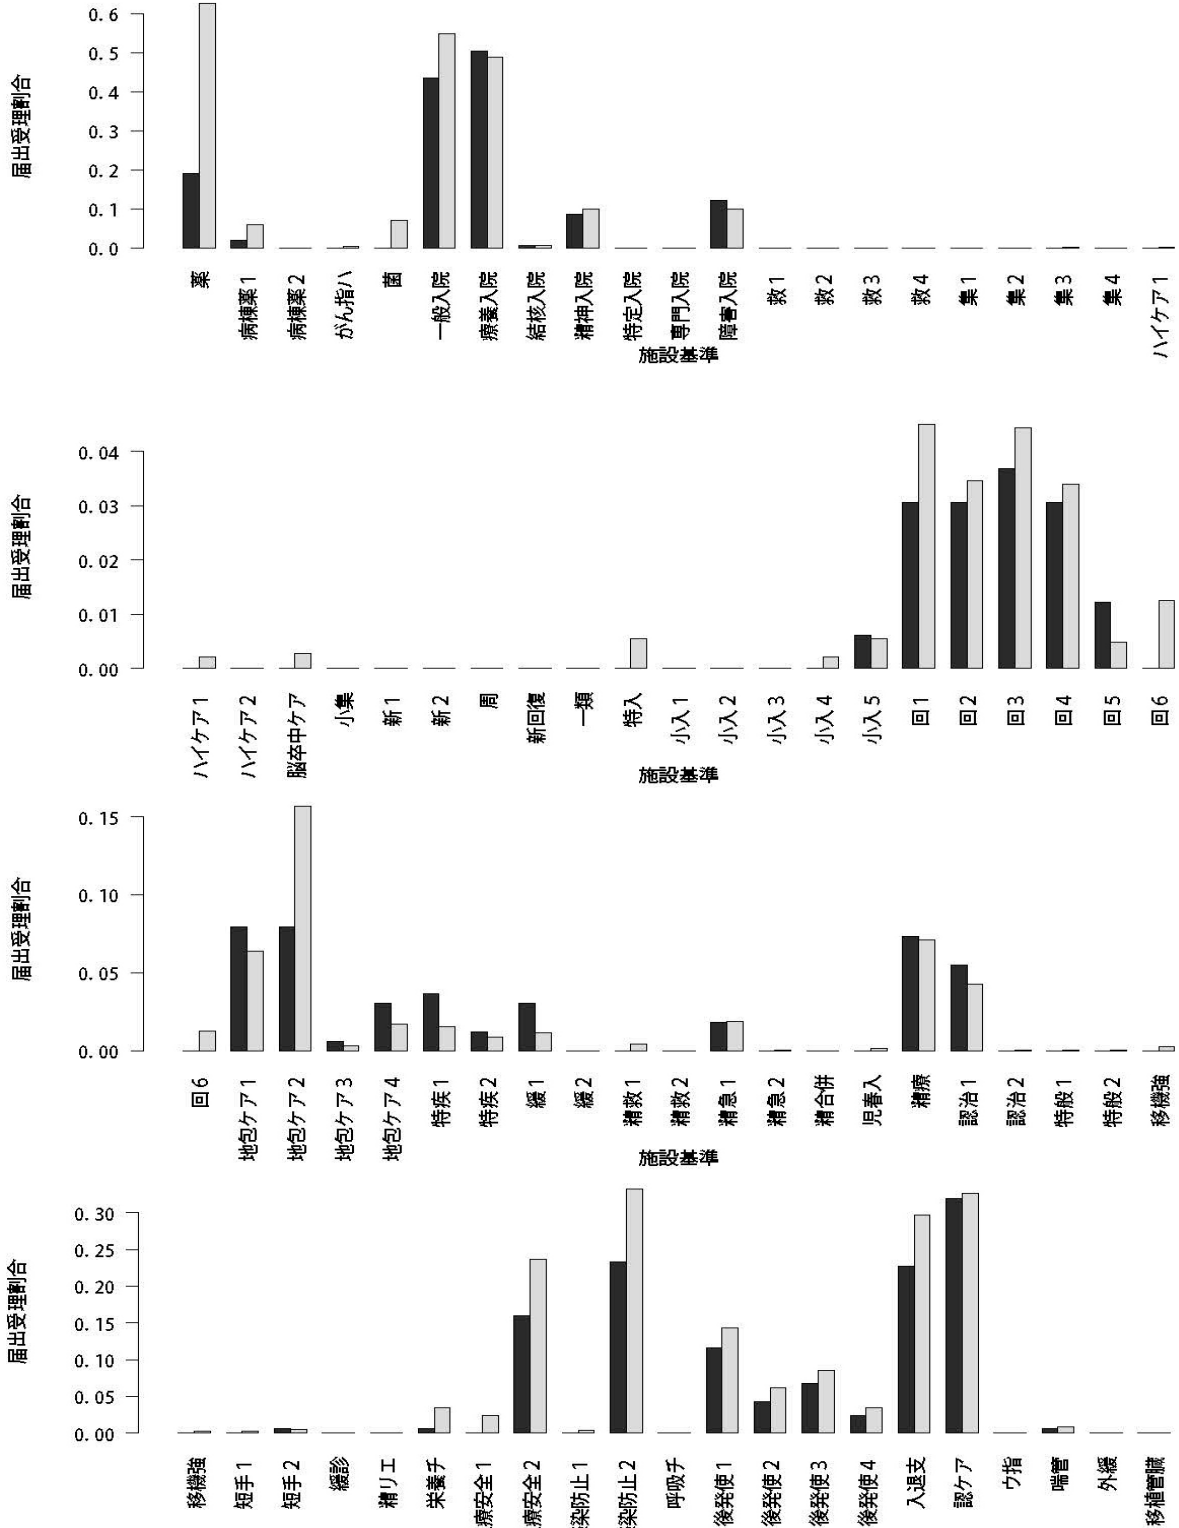 0.6
0.5
0.4
0.3
0.2
0.1
0.0
届出受理割合
薬
病棟薬1
病棟薬2
がん指ハ
菌
一般入院
療養入院
結核入院
精神入院
特定入院
専門入院
障害入院
救1
救2
救3
救4
集1
集2
集3
集4
ハイケア1
施設基準
0.04
0.03
0.02
0.01
0.00
届出受理割合
ハイケア1
ハイケア2
脳卒中ケア
小集
新1
新2
周
新回復
一類
特入
小入1
小入2
小入3
小入4
小入5
回1
回2
回3
回4
回5
回6
施設基準
0.15
0.10
0.05
0.00
届出受理割合
回6
地包ケア1
地包ケア2
地包ケア3
地包ケア4
特疾1
特疾2
緩1
緩2
精救1
精救2
精急1
精急2
精合併
児春入
精療
認治1
認治2
特般1
特般2
移機強
施設基準
0.30
0.25
0.20
0.15
0.10
0.05
0.00
届出受理割合
移機強
短手1
短手2
緩診
精リエ
栄養チ
療安全1
療安全2
染防止1
染防止2
呼吸チ
後発使1
後発使2
後発使3
後発使4
入退支
認ケア
ウ指
喘管
外緩
移植管臓